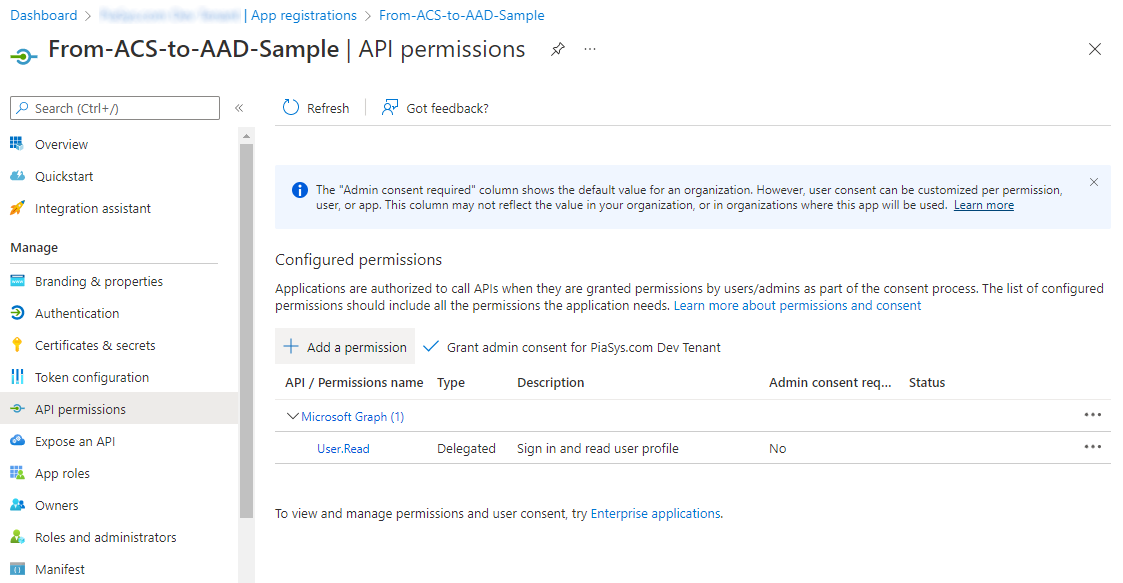 Dashboard > | App registrations > From-ACS-to-AAD-Sample
From-ACS-to-AAD-Sample | API permissions
Search (Ctrl+/)
Overview
Quickstart
Integration assistant
Manage
Branding & properties
Authentication
Certificates & secrets
Token configuration
API permissions
Expose an API
App roles
Owners
Roles and administrators
Manifest
Refresh
Got feedback?
The "Admin consent required" column shows the default value for an organization. However, user consent can be customized per permission,
user, or app. This column may not reflect the value in your organization, or in organizations where this app will be used. Learn more
Configured permissions
Applications are authorized to call APIs when they are granted permissions by users/admins as part of the consent process. The list of configured
permissions should include all the permissions the application needs. Learn more about permissions and consent
Add a permission
Grant admin consent for PiaSys.com Dev Tenant
API / Permissions name Type Description Admin consent req... Status
Microsoft Graph (1)
User.Read Delegated Sign in and read user profile No
To view and manage permissions and user consent, try Enterprise applications.